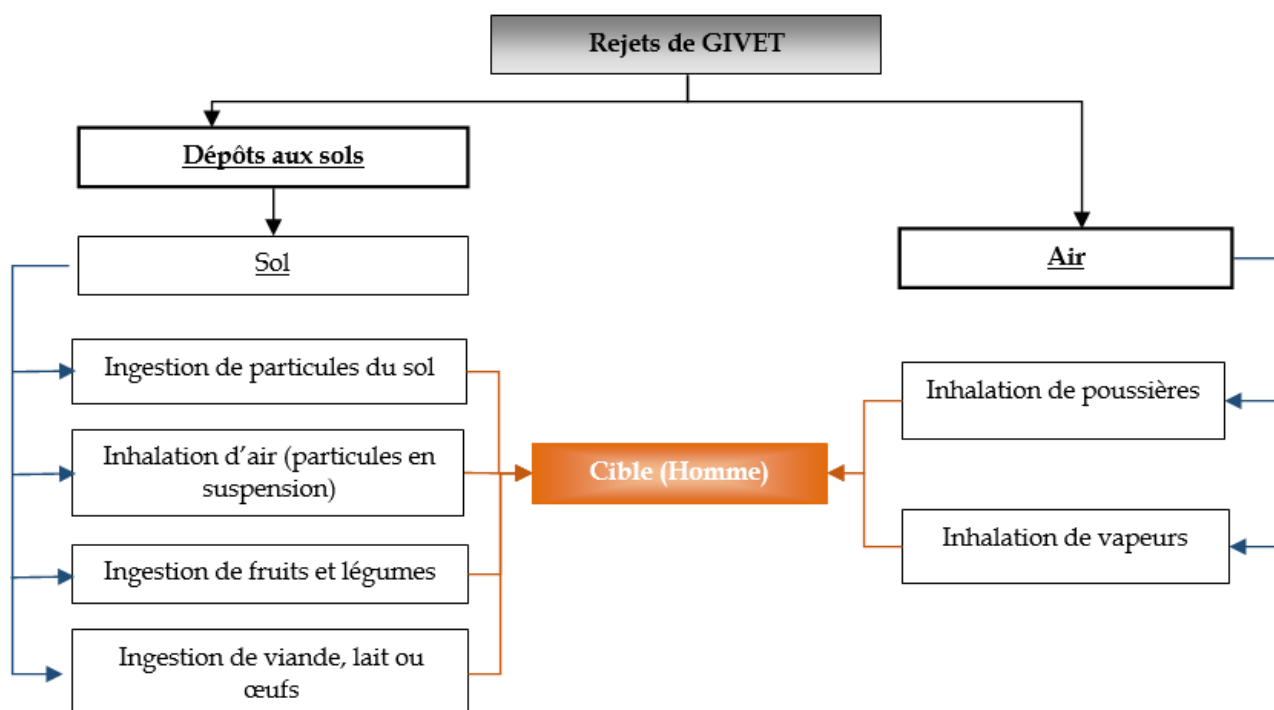 Rejets de GIVET
Dépôts aux sols
Sol
Air
Ingestion de particules du sol
Inhalation d’air (particules en
suspension)
Ingestion de fruits et légumes
Ingestion de viande, lait ou
œufs
Cible (Homme)
Inhalation de poussières
Inhalation de vapeurs